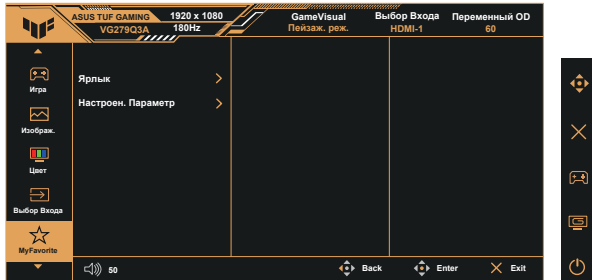 ASUS TUF GAMING 1920 x 1080 GameVisual Выбор Входа Переменный OD
VG279Q3A 180Hz Пейзаж. реж. HDMI-1 60
Игра
Ярлык
Настроен. Параметр
Изображ.
Цвет
Выбор Входа
MyFavorite
50 Back Enter Exit